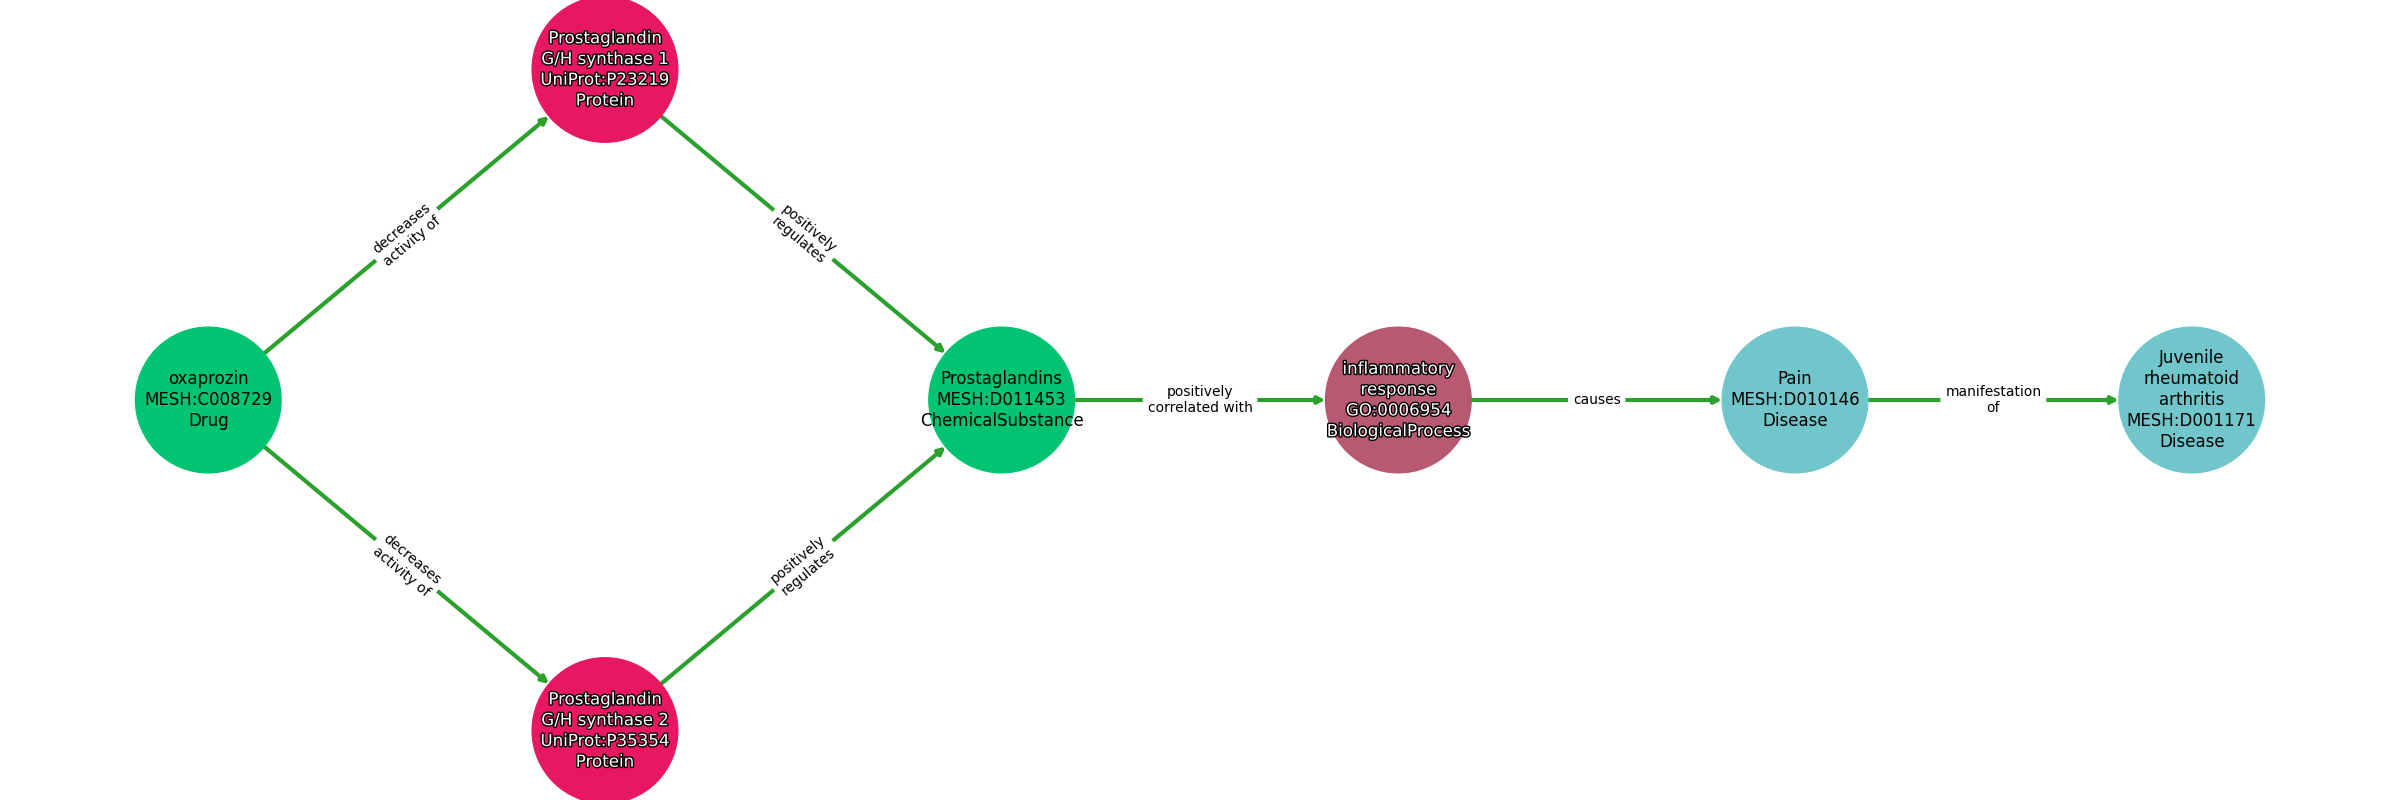 Prostaglandin
G/H synthase 1
UniProt:P23219
Protein
decreases
activity of
positively
regulates
oxaprozin
MESH:C008729
Drug
Prostaglandins
MESH:D011453
ChemicalSubstance
positively
correlated with
inflammatory
response
GO:0006954
BiologicalProcess
causes
Pain
MESH:D010146
Disease
manifestation
of
Juvenile
rheumatoid
arthritis
MESH:D001171
Disease
decreases
activity of
positively
regulates
Prostaglandin
G/H synthase 2
UniProt:P35354
Protein